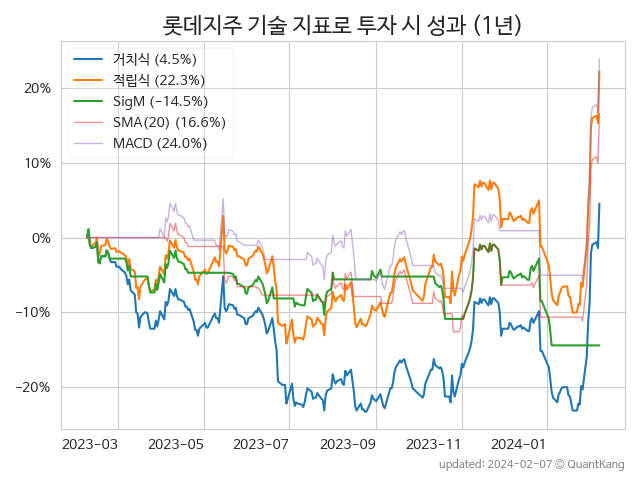 롯데지주 기술 지표로 투자 시 성과 (1년)
거치식 (4.5%)
적립식 (22.3%)
SigM (−14.5%)
SMA(20) (16.6%)
MACD (24.0%)
20%
10%
0%
−10%
−20%
2023-03 2023-05 2023-07 2023-09 2023-11 2024-01
updated: 2024-02-07 © QuantKang